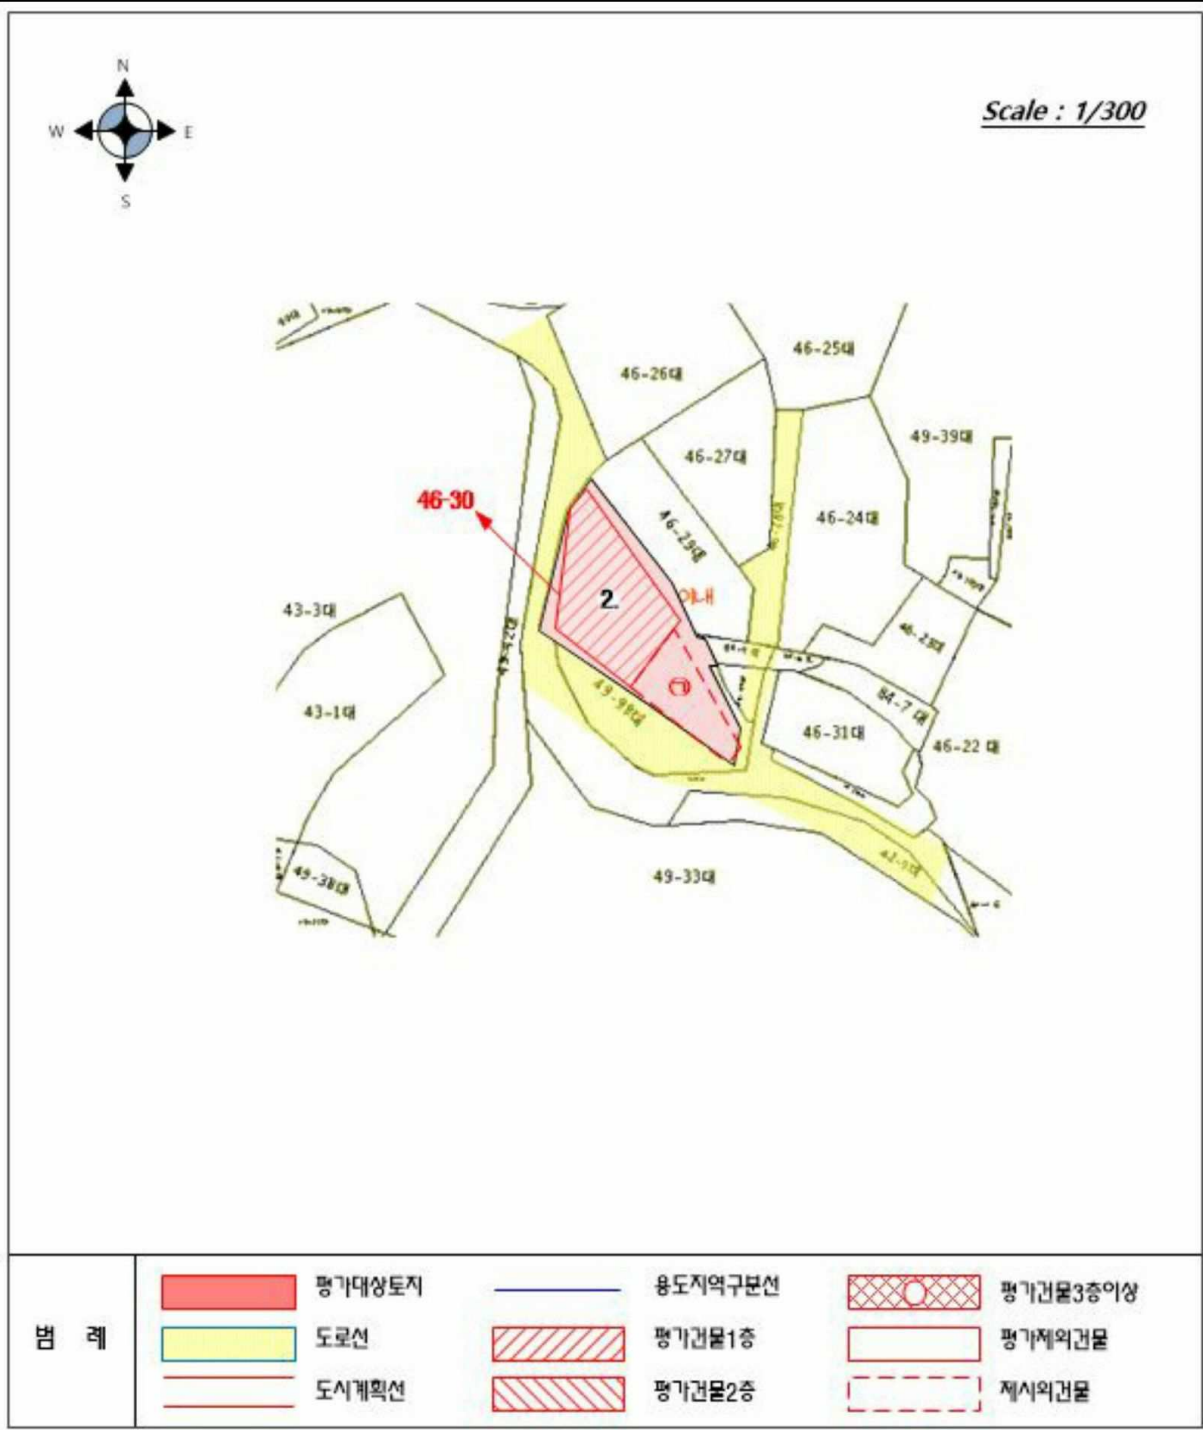 N
W E
S
Scale : 1/300
46-25대
46-26대
49-39대
46-27대
46-30
46-24대
46-29대
2.
이내
43-3대
49-42대
46-23대
㉠
49-99대
84-7 대
43-1대
46-31대
46-22 대
49-33대
49-38대
범 례
평가대상토지
용도지역구분선
평가건물3층이상
도로선
평가건물1층
평가제외건물
도시계획선
평가건물2층
제시외건물